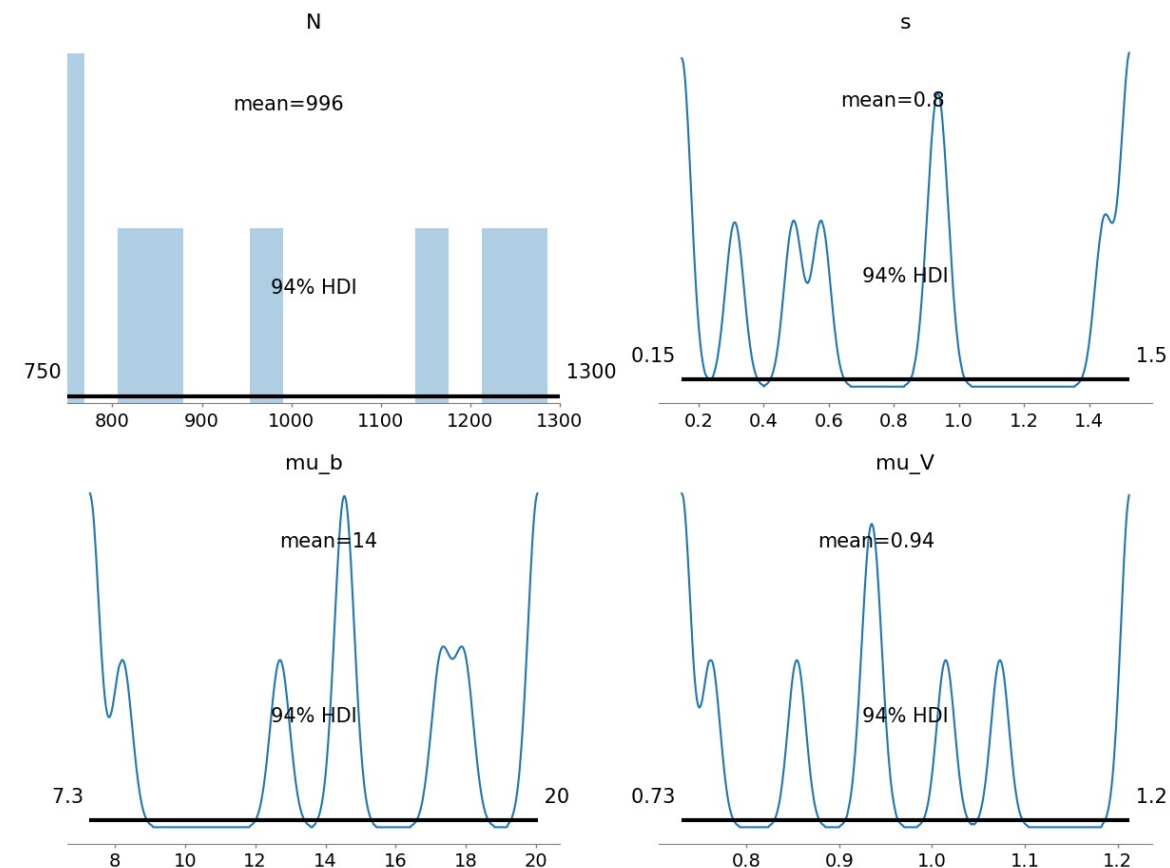 N
mean=996
94% HDI
750
1300
800 900 1000 1100 1200 1300
s
mean=0.8
94% HDI
0.15
1.5
0.2 0.4 0.6 0.8 1.0 1.2 1.4
mu_b
mean=14
94% HDI
7.3
20
8 10 12 14 16 18 20
mu_V
mean=0.94
94% HDI
0.73
1.2
0.8 0.9 1.0 1.1 1.2